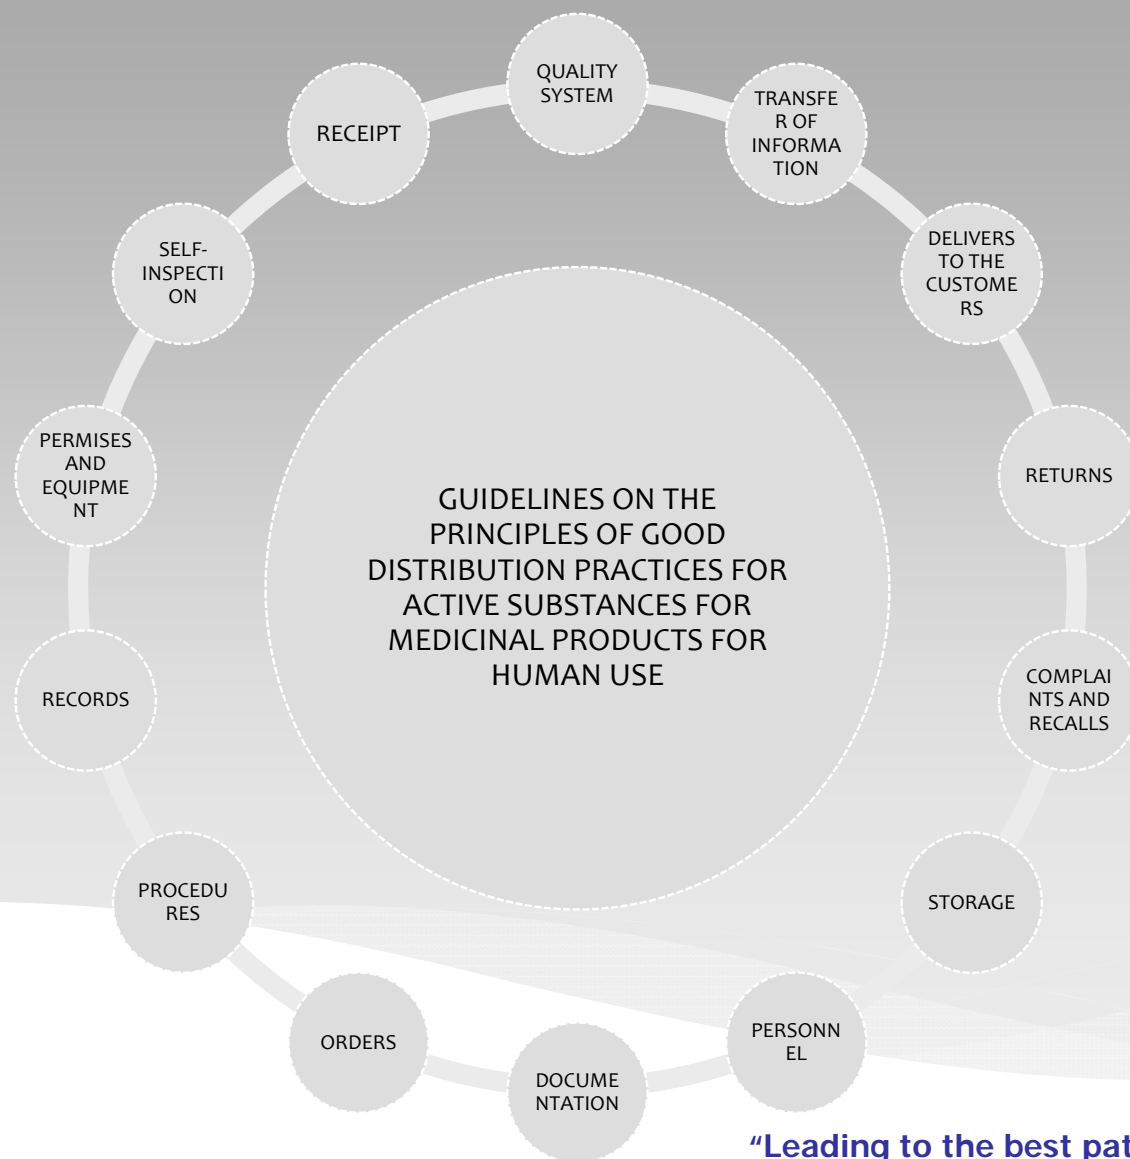 QUALITY
SYSTEM
TRANSFE
R OF
INFORMA
TION
DELIVERS
TO THE
CUSTOME
RS
RETURNS
COMPLAI
NTS AND
RECALLS
STORAGE
PERSONN
EL
DOCUME
NTATION
ORDERS
PROCEDU
RES
RECORDS
PERMISES
AND
EQUIPME
NT
SELF-
INSPECTI
ON
RECEIPT
GUIDELINES ON THE
PRINCIPLES OF GOOD
DISTRIBUTION PRACTICES FOR
ACTIVE SUBSTANCES FOR
MEDICINAL PRODUCTS FOR
HUMAN USE
“Leading to the best pat